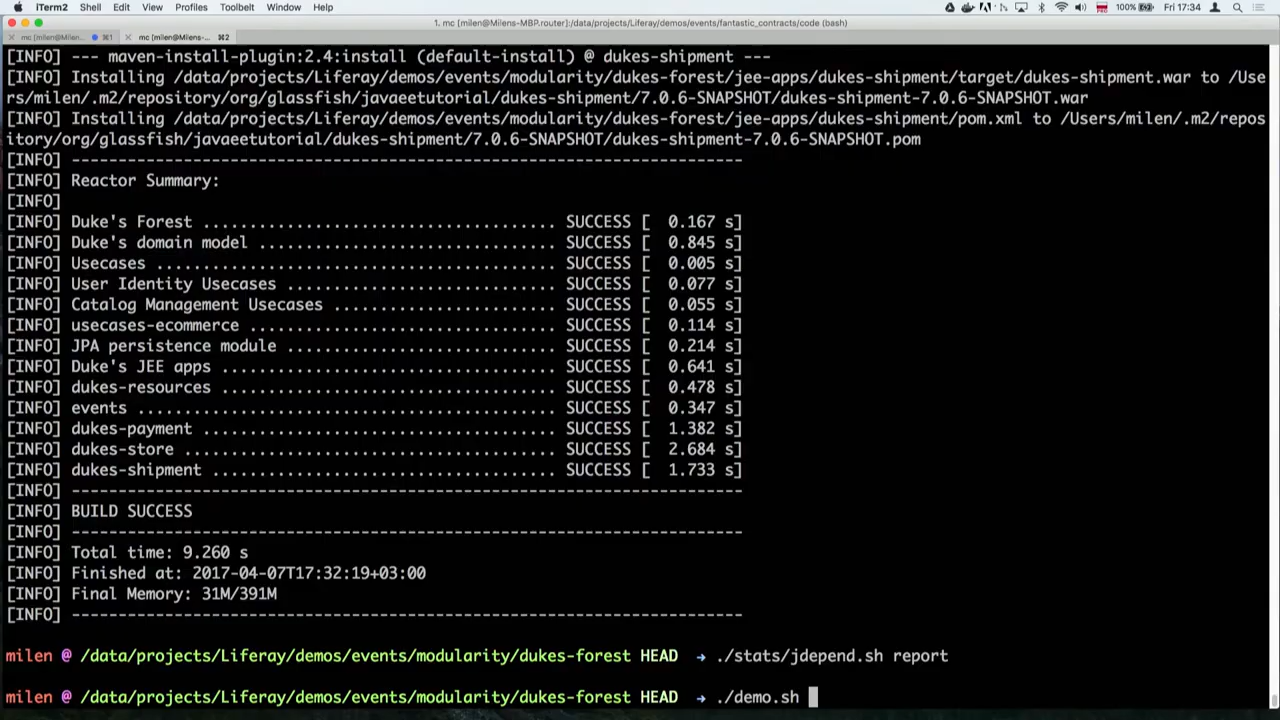 iTerm2 Shell Edit View Profiles Toolbelt Window Help 100% Fri 17:34
1. mc [milen@Milens-MBP.router]:/data/projects/Liferay/demos/events/fantastic_contracts/code (bash)
mc [milen@Milen... ⌘1 mc [milen@Milens-... ⌘2
[INFO] --- maven-install-plugin:2.4:install (default-install) @ dukes-shipment ---
[INFO] Installing /data/projects/Liferay/demos/events/modularity/dukes-forest/jee-apps/dukes-shipment/target/dukes-shipment.war to /Use
rs/milen/.m2/repository/org/glassfish/javaeetutorial/dukes-shipment/7.0.6-SNAPSHOT/dukes-shipment-7.0.6-SNAPSHOT.war
[INFO] Installing /data/projects/Liferay/demos/events/modularity/dukes-forest/jee-apps/dukes-shipment/pom.xml to /Users/milen/.m2/repos
itory/org/glassfish/javaeetutorial/dukes-shipment/7.0.6-SNAPSHOT/dukes-shipment-7.0.6-SNAPSHOT.pom
[INFO] ------------------------------------------------------------------------
[INFO] Reactor Summary:
[INFO]
[INFO] Duke's Forest ...................................... SUCCESS [  0.167 s]
[INFO] Duke's domain model ................................ SUCCESS [  0.845 s]
[INFO] Usecases ........................................... SUCCESS [  0.005 s]
[INFO] User Identity Usecases ............................. SUCCESS [  0.077 s]
[INFO] Catalog Management Usecases ........................ SUCCESS [  0.055 s]
[INFO] usecases-ecommerce ................................. SUCCESS [  0.114 s]
[INFO] JPA persistence module ............................. SUCCESS [  0.214 s]
[INFO] Duke's JEE apps .................................... SUCCESS [  0.641 s]
[INFO] dukes-resources .................................... SUCCESS [  0.478 s]
[INFO] events ............................................. SUCCESS [  0.347 s]
[INFO] dukes-payment ...................................... SUCCESS [  1.382 s]
[INFO] dukes-store ........................................ SUCCESS [  2.684 s]
[INFO] dukes-shipment ..................................... SUCCESS [  1.733 s]
[INFO] ------------------------------------------------------------------------
[INFO] BUILD SUCCESS
[INFO] ------------------------------------------------------------------------
[INFO] Total time: 9.260 s
[INFO] Finished at: 2017-04-07T17:32:19+03:00
[INFO] Final Memory: 31M/391M
[INFO] ------------------------------------------------------------------------
milen @ /data/projects/Liferay/demos/events/modularity/dukes-forest HEAD → ./stats/jdepend.sh report
milen @ /data/projects/Liferay/demos/events/modularity/dukes-forest HEAD → ./demo.sh